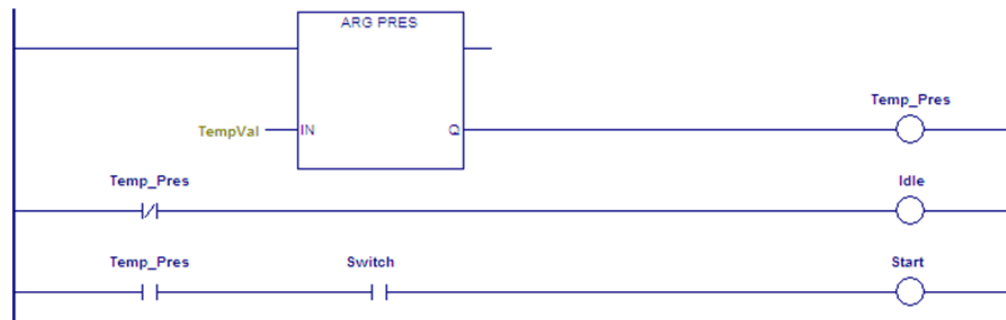 ARG PRES
Temp_Pres
TempVal IN Q
Temp_Pres Idle
Temp_Pres Switch Start